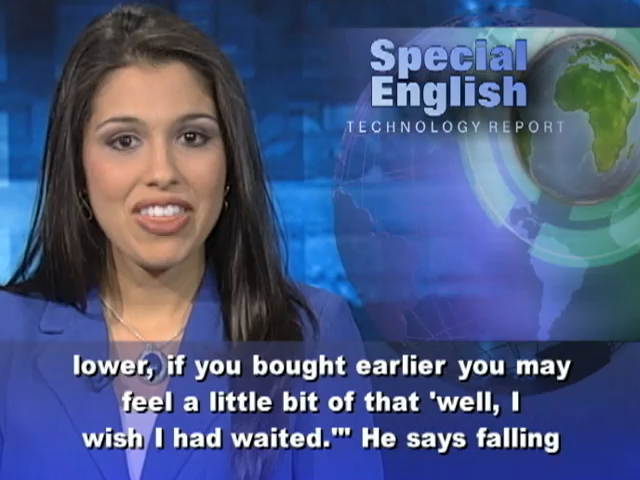 Special
English
TECHNOLOGY REPORT
lower, if you bought earlier you may
feel a little bit of that 'well, I
wish I had waited.'" He says falling